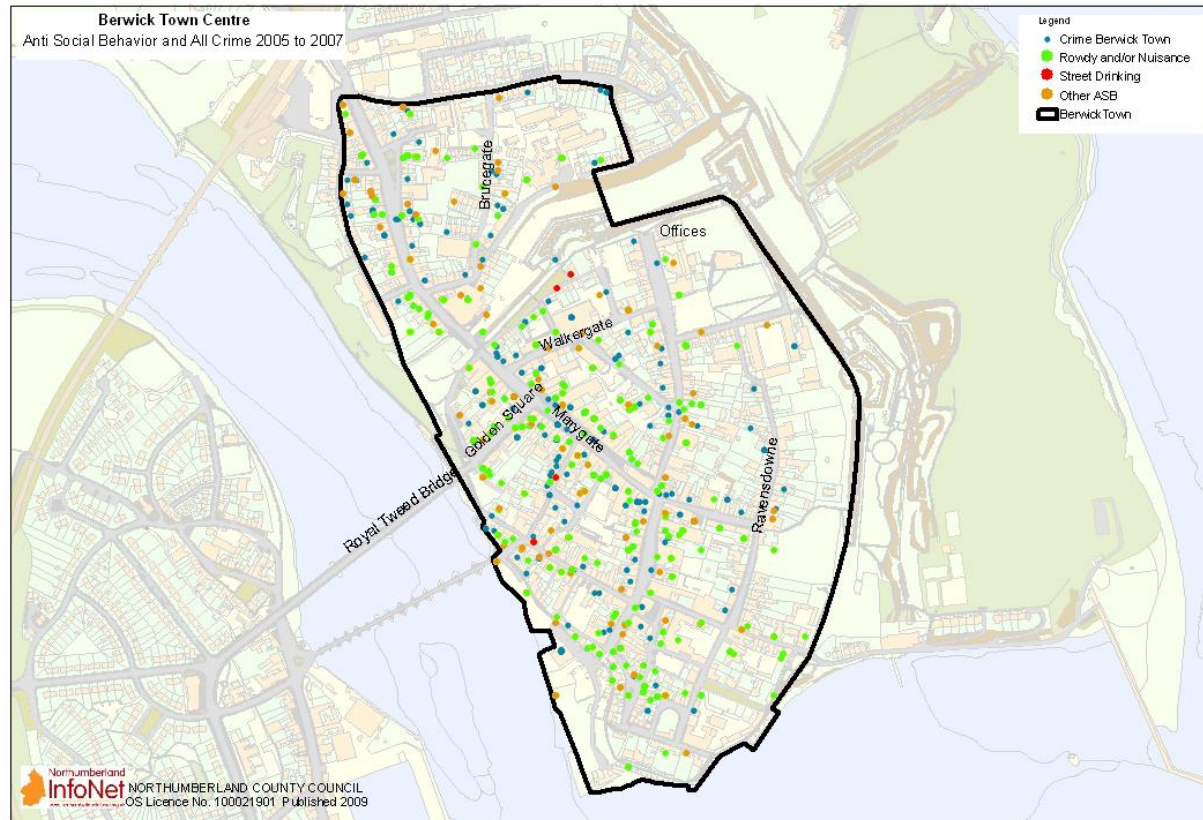 Berwick Town Centre
Anti Social Behavior and All Crime 2005 to 2007
Legend
Crime Berwick Town
Rowdy and/or Nuisance
Street Drinking
Other ASB
Berwick Town
Brucegate
Offices
Walkergate
Golden Square
Marygate
Royal Tweed Bridge
Ravensdowne
Northumberland
InfoNet
NORTHUMBERLAND COUNTY COUNCIL
OS Licence No. 100021901 Published 2009